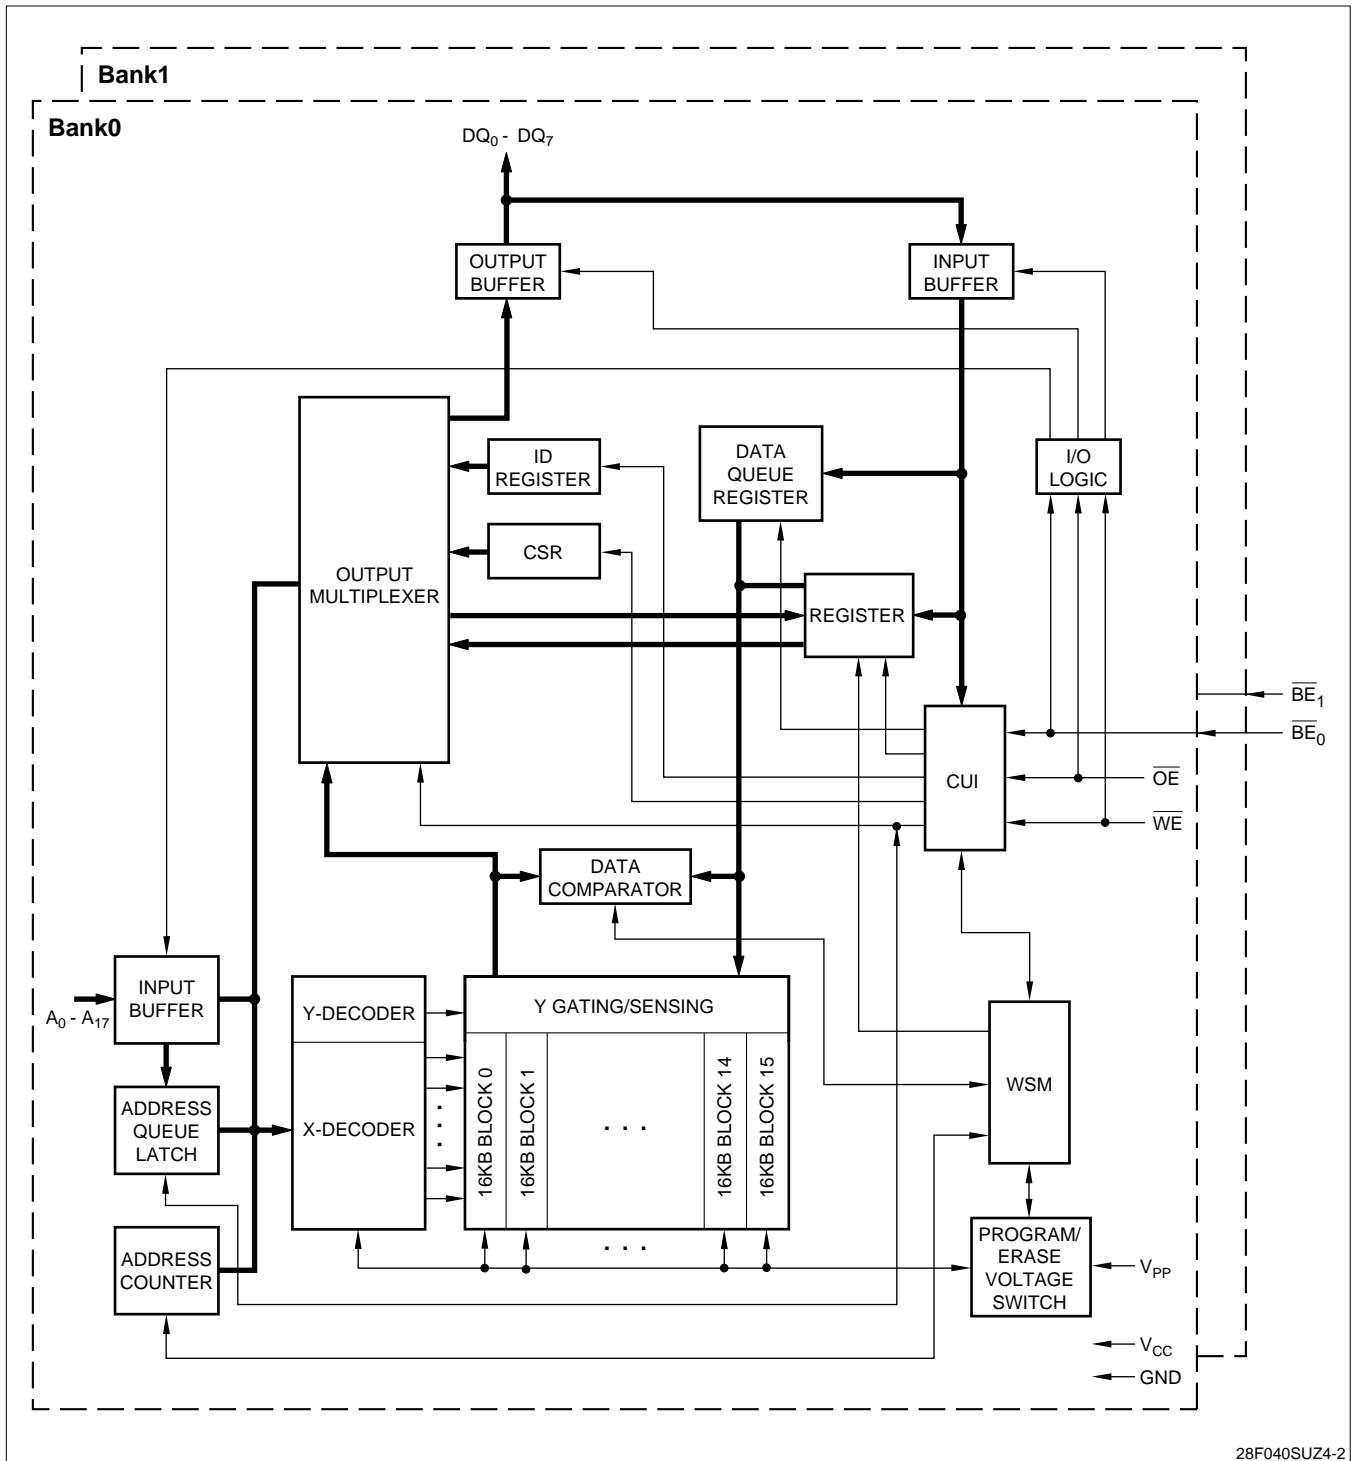 Bank1
Bank0
DQ0 - DQ7
OUTPUT
BUFFER
INPUT
BUFFER
OUTPUT
MULTIPLEXER
ID
REGISTER
CSR
DATA
QUEUE
REGISTER
I/O
LOGIC
REGISTER
CUI
BE1
BE0
OE
WE
DATA
COMPARATOR
INPUT
BUFFER
A0 - A17
ADDRESS
QUEUE
LATCH
ADDRESS
COUNTER
Y-DECODER
X-DECODER
Y GATING/SENSING
16KB BLOCK 0
16KB BLOCK 1
. . .
16KB BLOCK 14
16KB BLOCK 15
. . .
. . .
WSM
PROGRAM/
ERASE
VOLTAGE
SWITCH
VPP
VCC
GND
28F040SUZ4-2